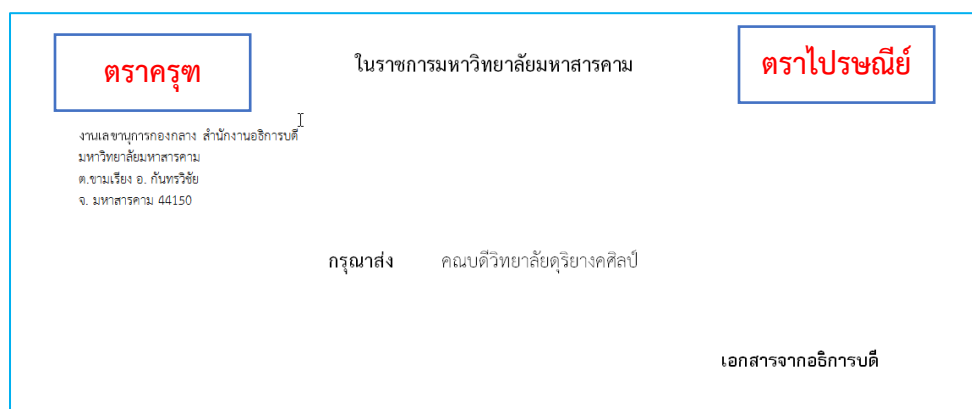 ตราครุฑ
ในราชการมหาวิทยาลัยมหาสารคาม
ตราไปรษณีย์
งานเลขานุการกองกลาง สำนักงานอธิการบดี
มหาวิทยาลัยมหาสารคาม
ต.ขามเรียง อ. กันทรวิชัย
จ. มหาสารคาม 44150
กรุณาส่ง คณบดีวิทยาลัยดุริยางคศิลป์
เอกสารจากอธิการบดี